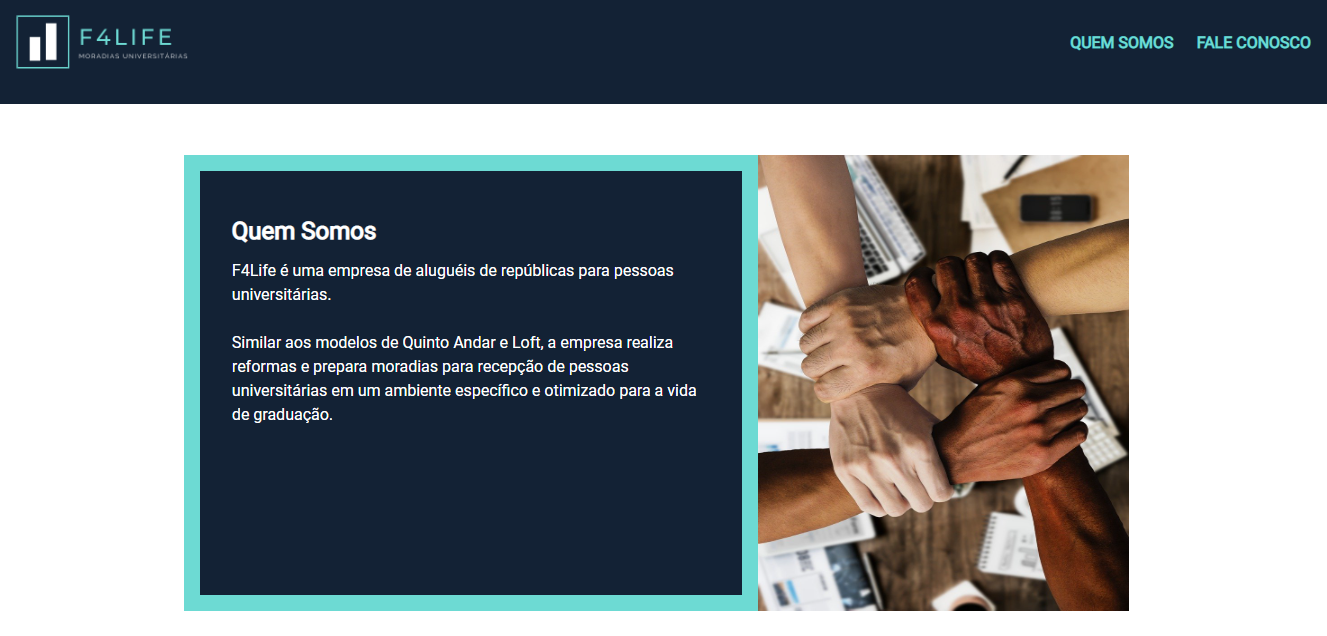 F4LIFE
MORADIAS UNIVERSITÁRIAS
QUEM SOMOS FALE CONOSCO
Quem Somos
F4Life é uma empresa de aluguéis de repúblicas para pessoas
universitárias.
Similar aos modelos de Quinto Andar e Loft, a empresa realiza
reformas e prepara moradias para recepção de pessoas
universitárias em um ambiente específico e otimizado para a vida
de graduação.